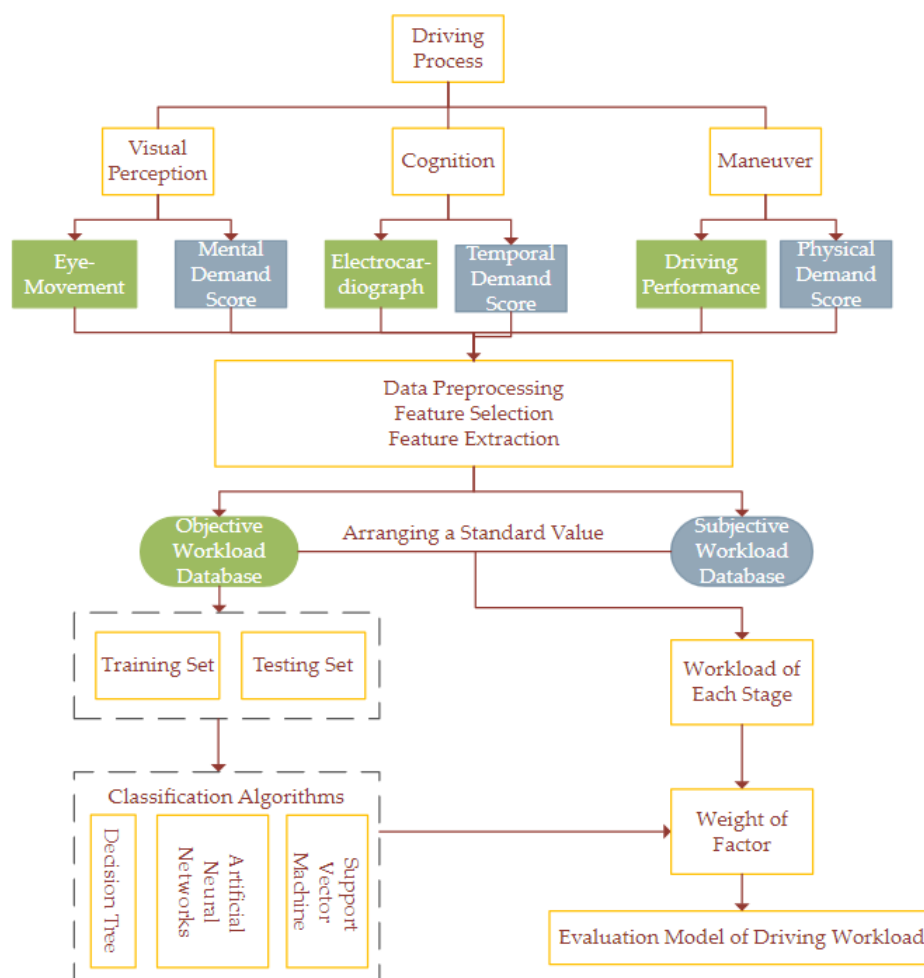 Driving
Process
Visual
Perception
Cognition
Maneuver
Eye-
Movement
Mental
Demand
Score
Electrocar-
diograph
Temporal
Demand
Score
Driving
Performance
Physical
Demand
Score
Data Preprocessing
Feature Selection
Feature Extraction
Objective
Workload
Database
Arranging a Standard Value
Subjective
Workload
Database
Training Set
Testing Set
Workload of
Each Stage
Classification Algorithms
Decision Tree
Artificial
Neural
Networks
Support
Vector
Machine
Weight of
Factor
Evaluation Model of Driving Workload